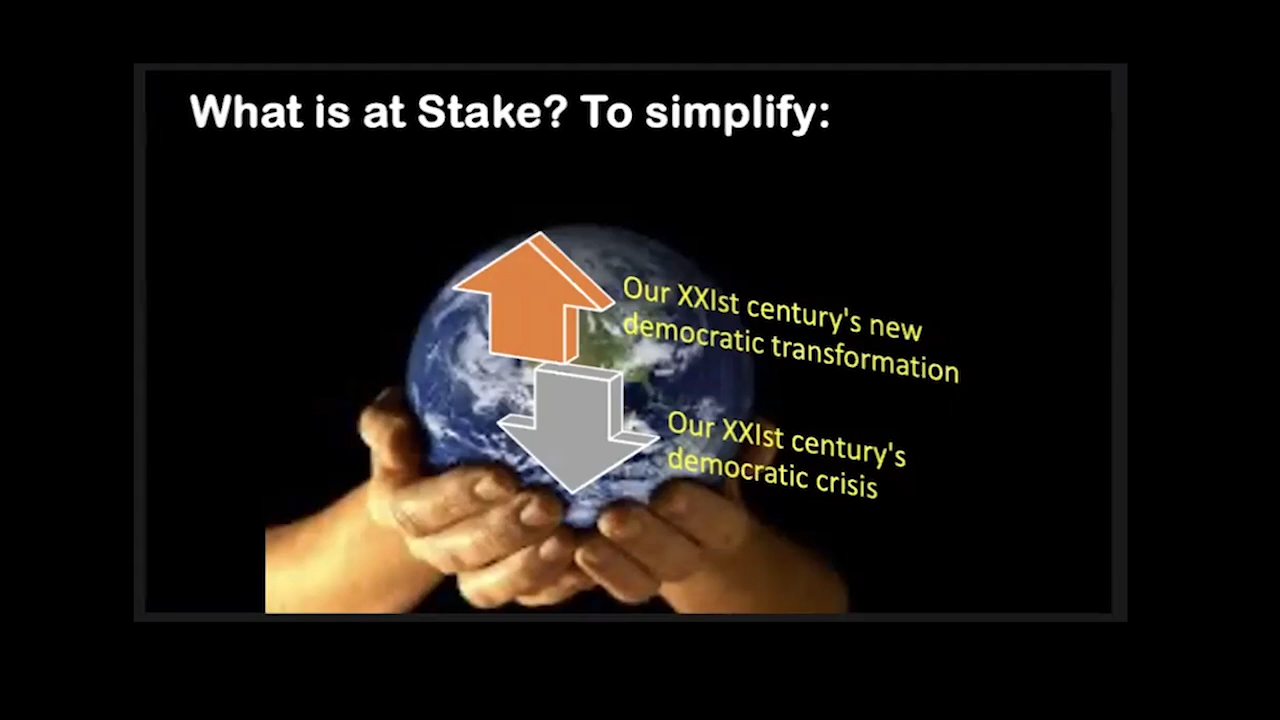 What is at Stake? To simplify:
Our XXIst century's new
democratic transformation
Our XXIst century's
democratic crisis